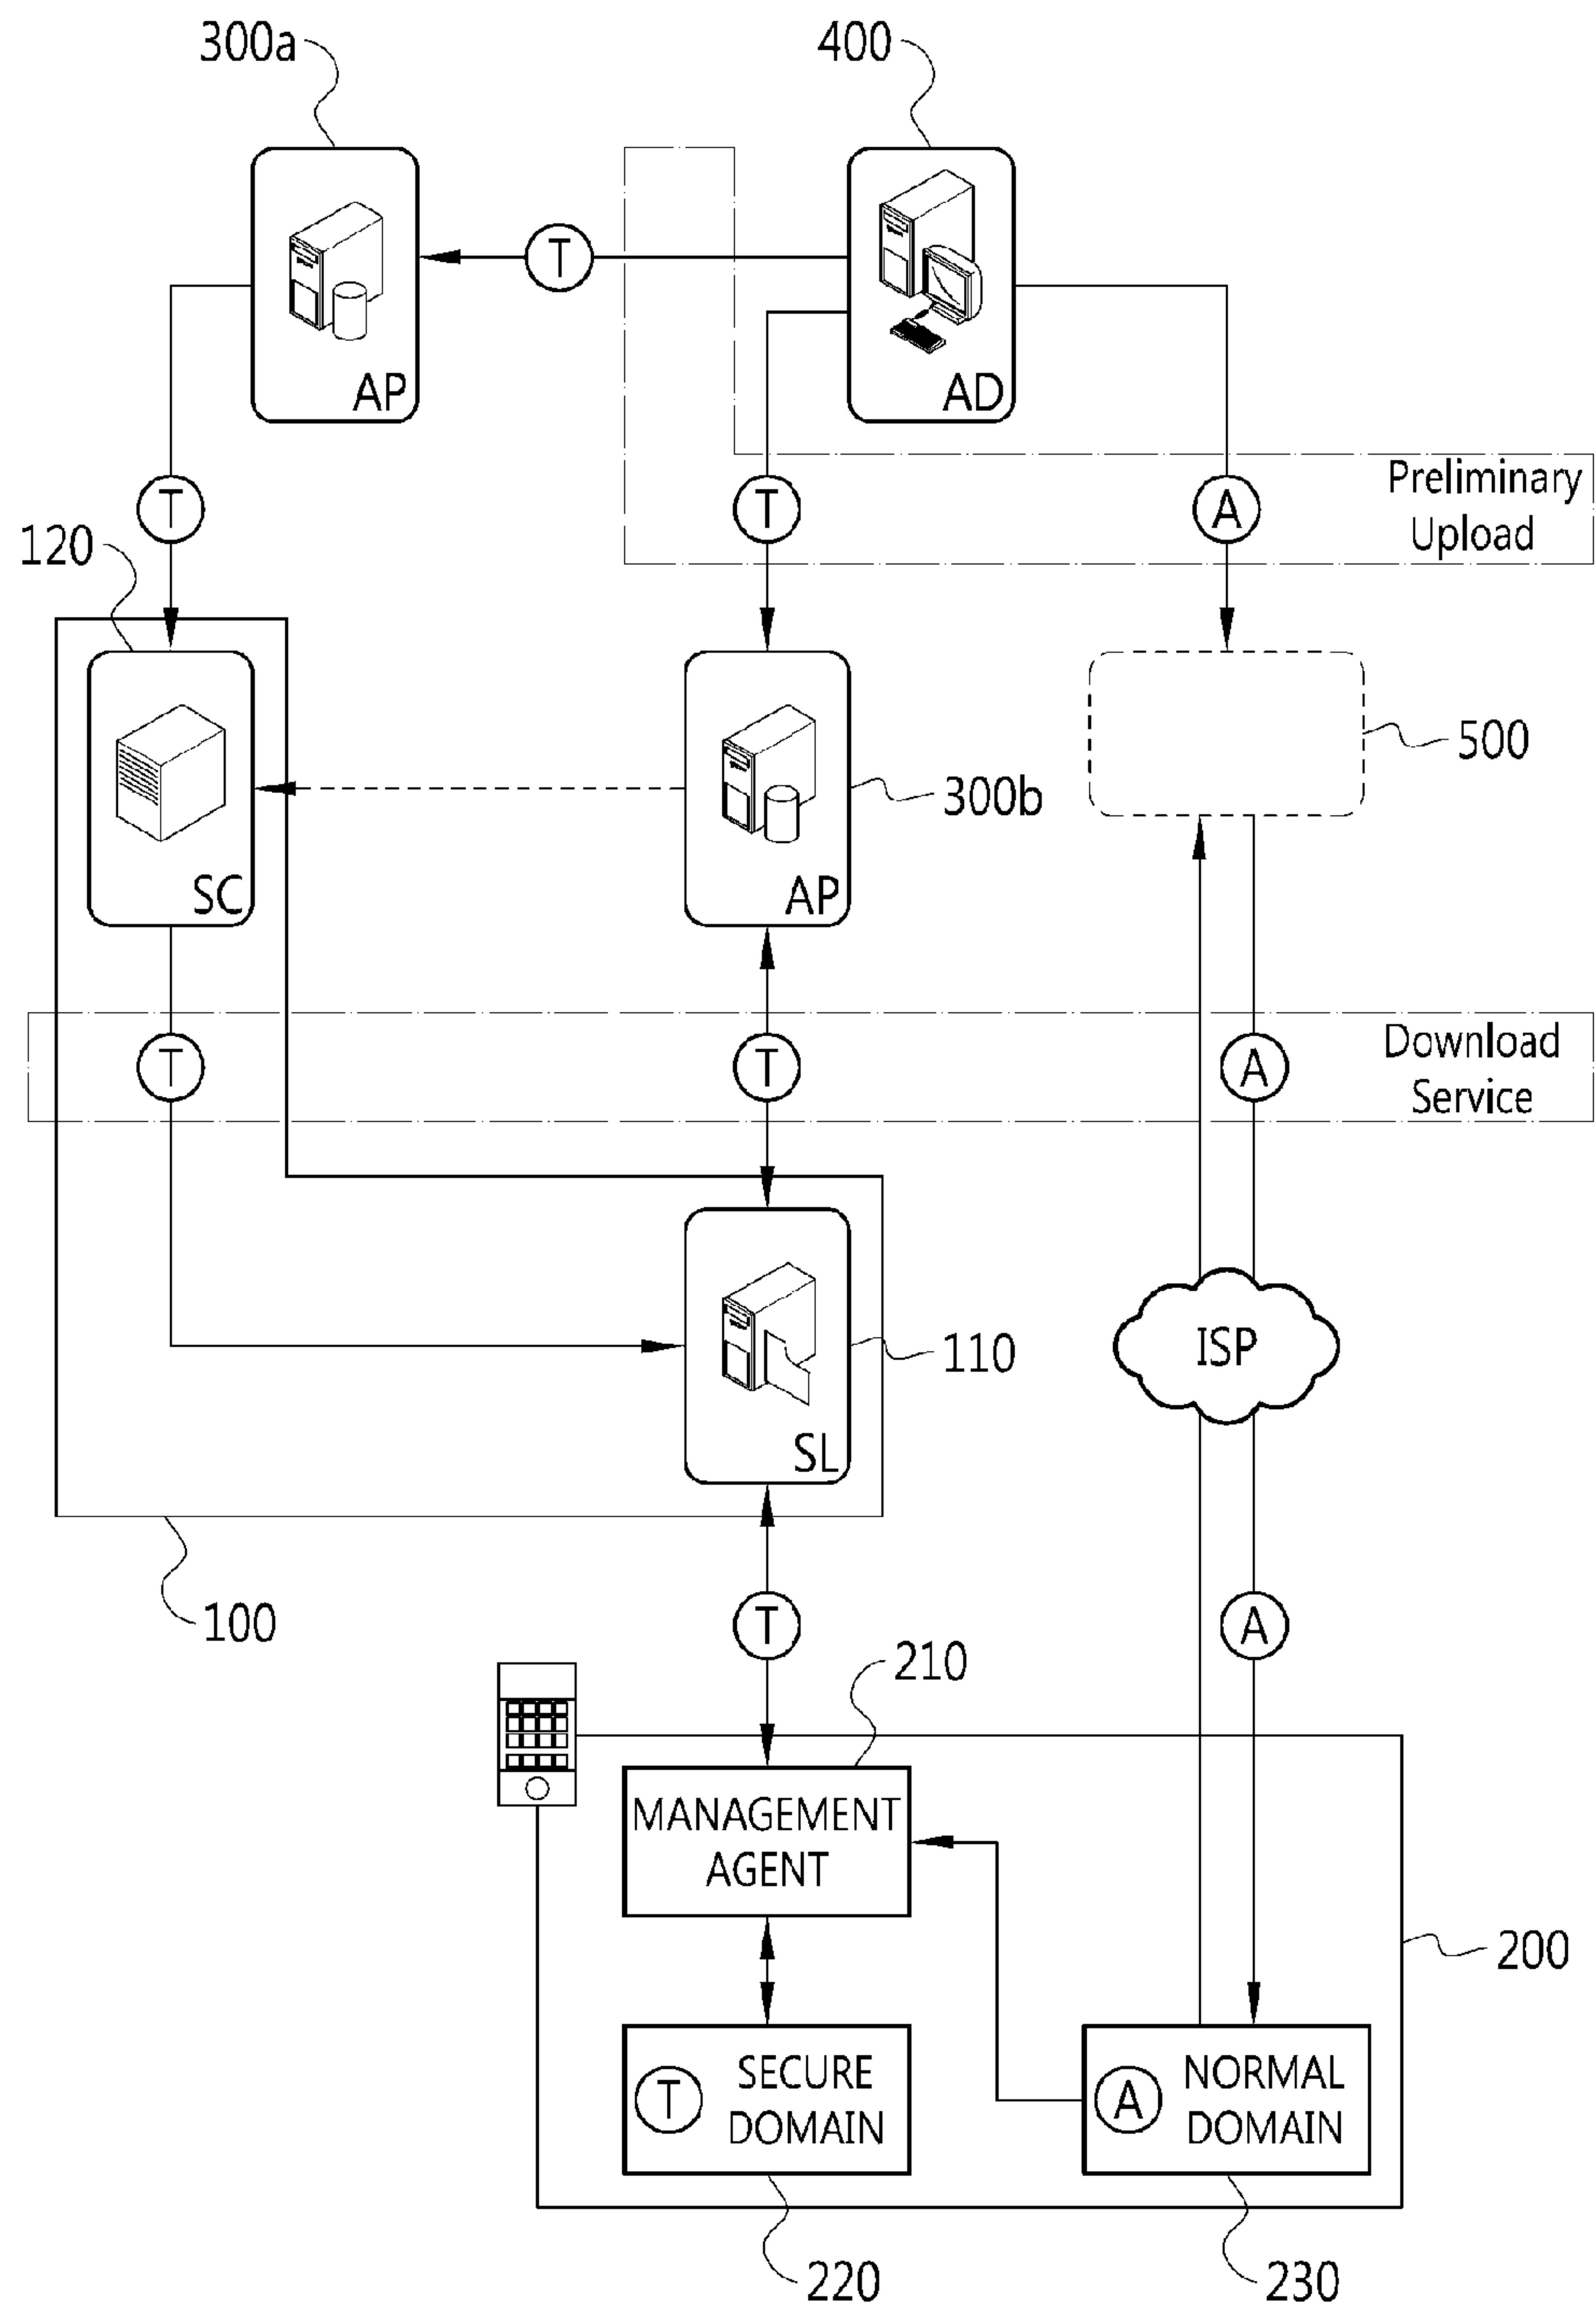 300a
400
T
AP
AD
Preliminary
Upload
T
T
A
120
500
300b
SC
AP
Download
Service
T
T
A
ISP
110
SL
100
T
A
210
MANAGEMENT
AGENT
200
T
SECURE
DOMAIN
A
NORMAL
DOMAIN
220
230